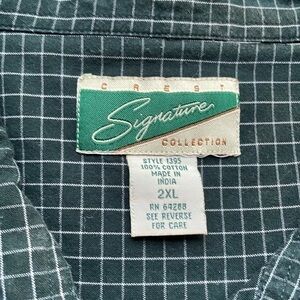 CREST
Signature
COLLECTION
STYLE 1395
100% COTTON
MADE IN
INDIA
2XL
RN 64288
SEE REVERSE
FOR CARE